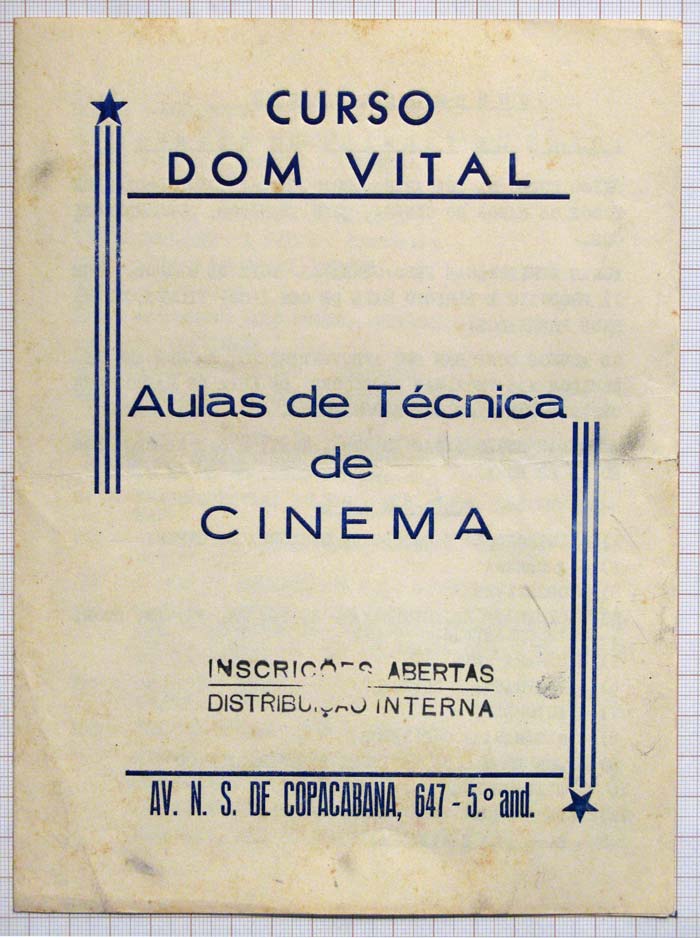 CURSO
DOM VITAL
Aulas de Técnica
de
CINEMA
INSCRIÇÕES ABERTAS
DISTRIBUIÇÃO INTERNA
AV. N. S. DE COPACABANA, 647 - 5.º and.